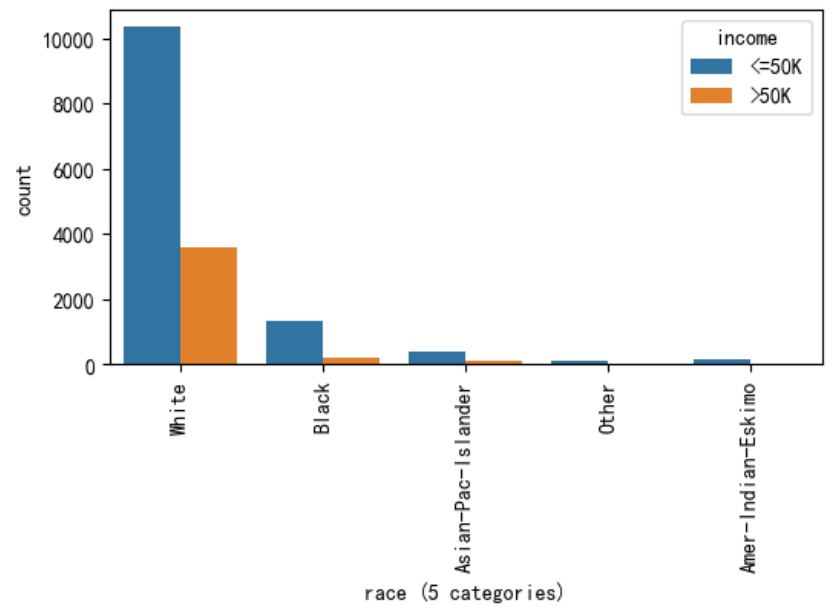 income
<=50K
>50K
10000
8000
6000
4000
2000
0
count
White
Black
Asian-Pac-Islander
Other
Amer-Indian-Eskimo
race (5 categories)